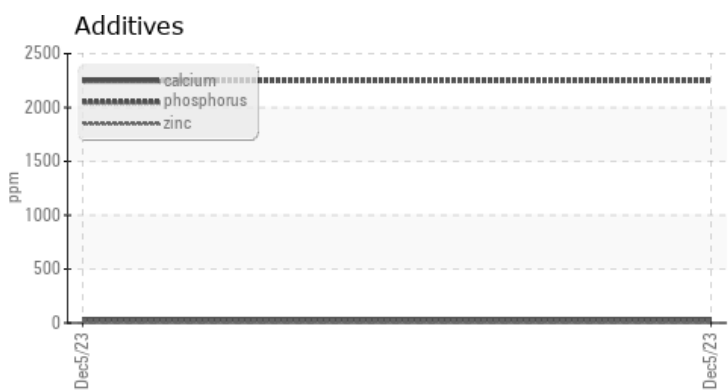 Additives
2500
2000
1500
1000
500
0
ppm
calcium
phosphorus
zinc
Dec5/23
Dec5/23